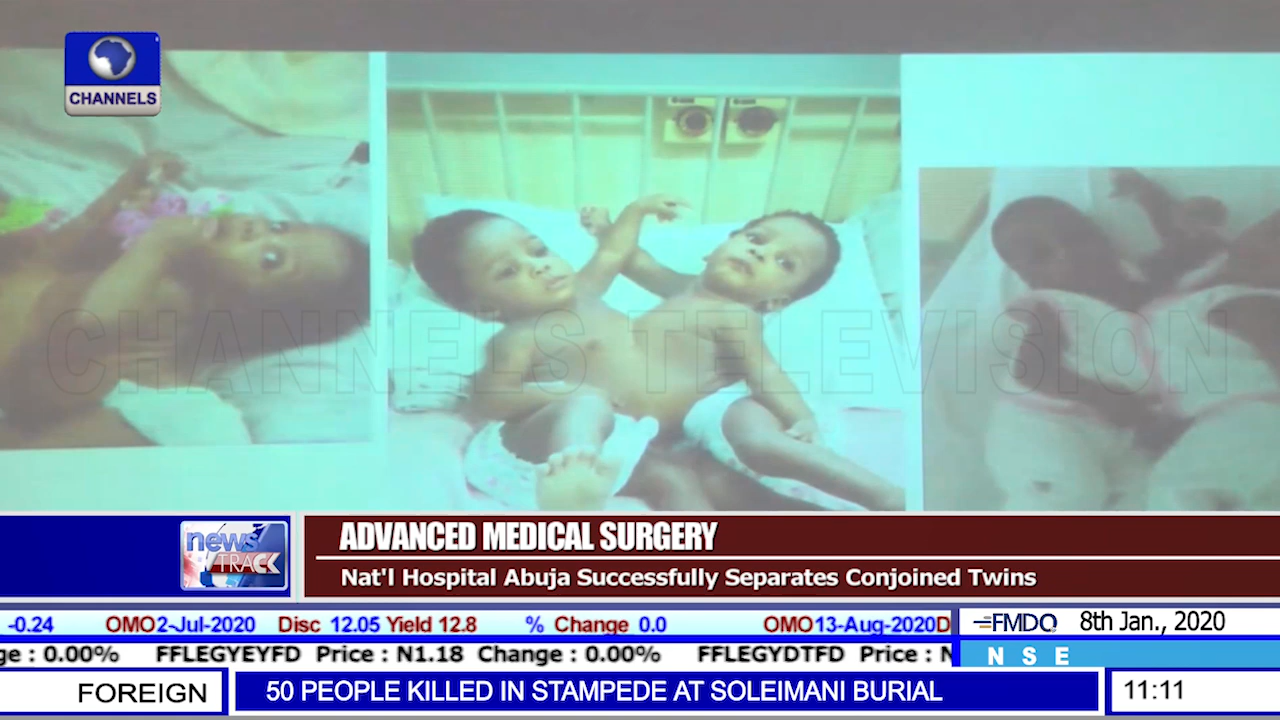 CHANNELS
CHANNELS TELEVISION
ADVANCED MEDICAL SURGERY
news
TRACK
Nat'l Hospital Abuja Successfully Separates Conjoined Twins
-0.24 OMO2-Jul-2020 Disc 12.05 Yield 12.8 % Change 0.0 OMO13-Aug-2020D
FMDQ 8th Jan., 2020
ge : 0.00% FFLEGYEYFD Price : N1.18 Change : 0.00% FFLEGYDTFD Price : N
NSE
FOREIGN 50 PEOPLE KILLED IN STAMPEDE AT SOLEIMANI BURIAL 11:11